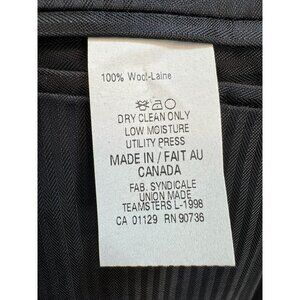 100% Wool-Laine
DRY CLEAN ONLY
LOW MOISTURE
UTILITY PRESS
MADE IN / FAIT AU
CANADA
FAB. SYNDICALE
UNION MADE
TEAMSTERS L-1998
CA 01129 RN 90736